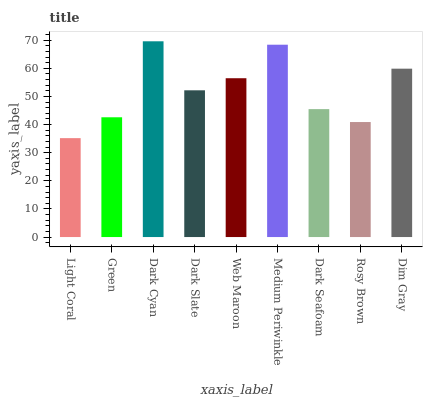 title
70
60
50
40
30
20
10
0
yaxis_label
Light Coral
Green
Dark Cyan
Dark Slate
Web Maroon
Medium Periwinkle
Dark Seafoam
Rosy Brown
Dim Gray
xaxis_label